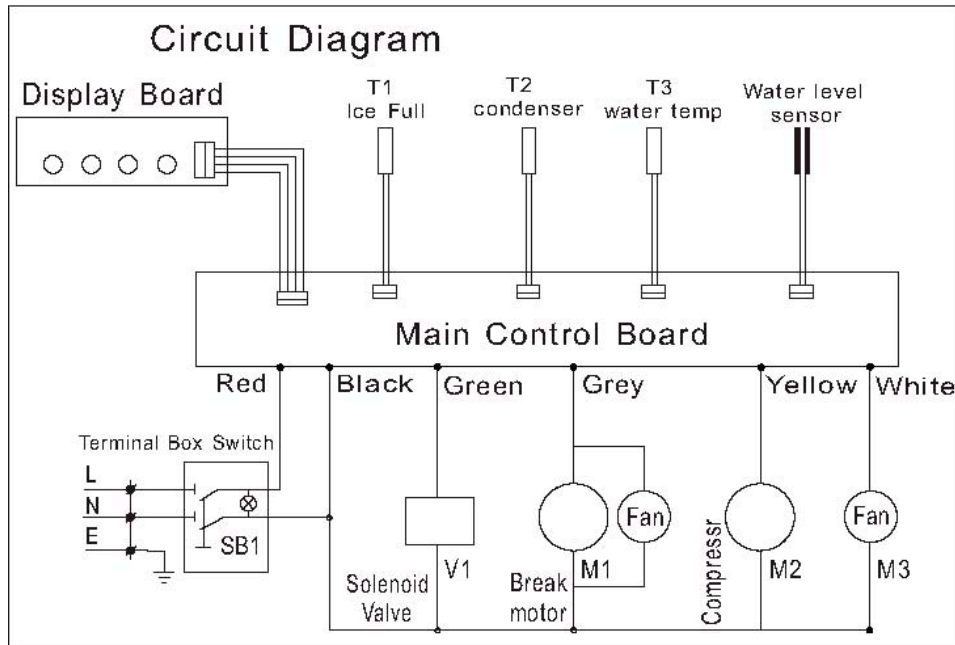 Circuit Diagram
Display Board
T1
Ice Full
T2
condenser
T3
water temp
Water level
sensor
Main Control Board
Red
Black
Green
Grey
Yellow
White
Terminal Box Switch
L
N
E
SB1
Solenoid
Valve
V1
Break
motor
M1
Fan
Compressr
M2
Fan
M3